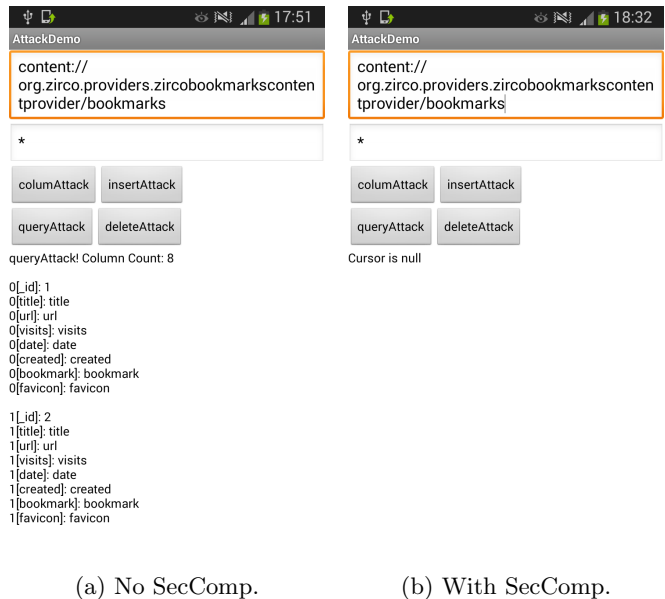 17:51
AttackDemo
content://
org.zirco.providers.zircobookmarksconten
tprovider/bookmarks
*
columAttack insertAttack
queryAttack deleteAttack
queryAttack! Column Count: 8
0[_id]: 1
0[title]: title
0[url]: url
0[visits]: visits
0[date]: date
0[created]: created
0[bookmark]: bookmark
0[favicon]: favicon
1[_id]: 2
1[title]: title
1[url]: url
1[visits]: visits
1[date]: date
1[created]: created
1[bookmark]: bookmark
1[favicon]: favicon
(a) No SecComp.
18:32
AttackDemo
content://
org.zirco.providers.zircobookmarksconten
tprovider/bookmarks
*
columAttack insertAttack
queryAttack deleteAttack
Cursor is null
(b) With SecComp.